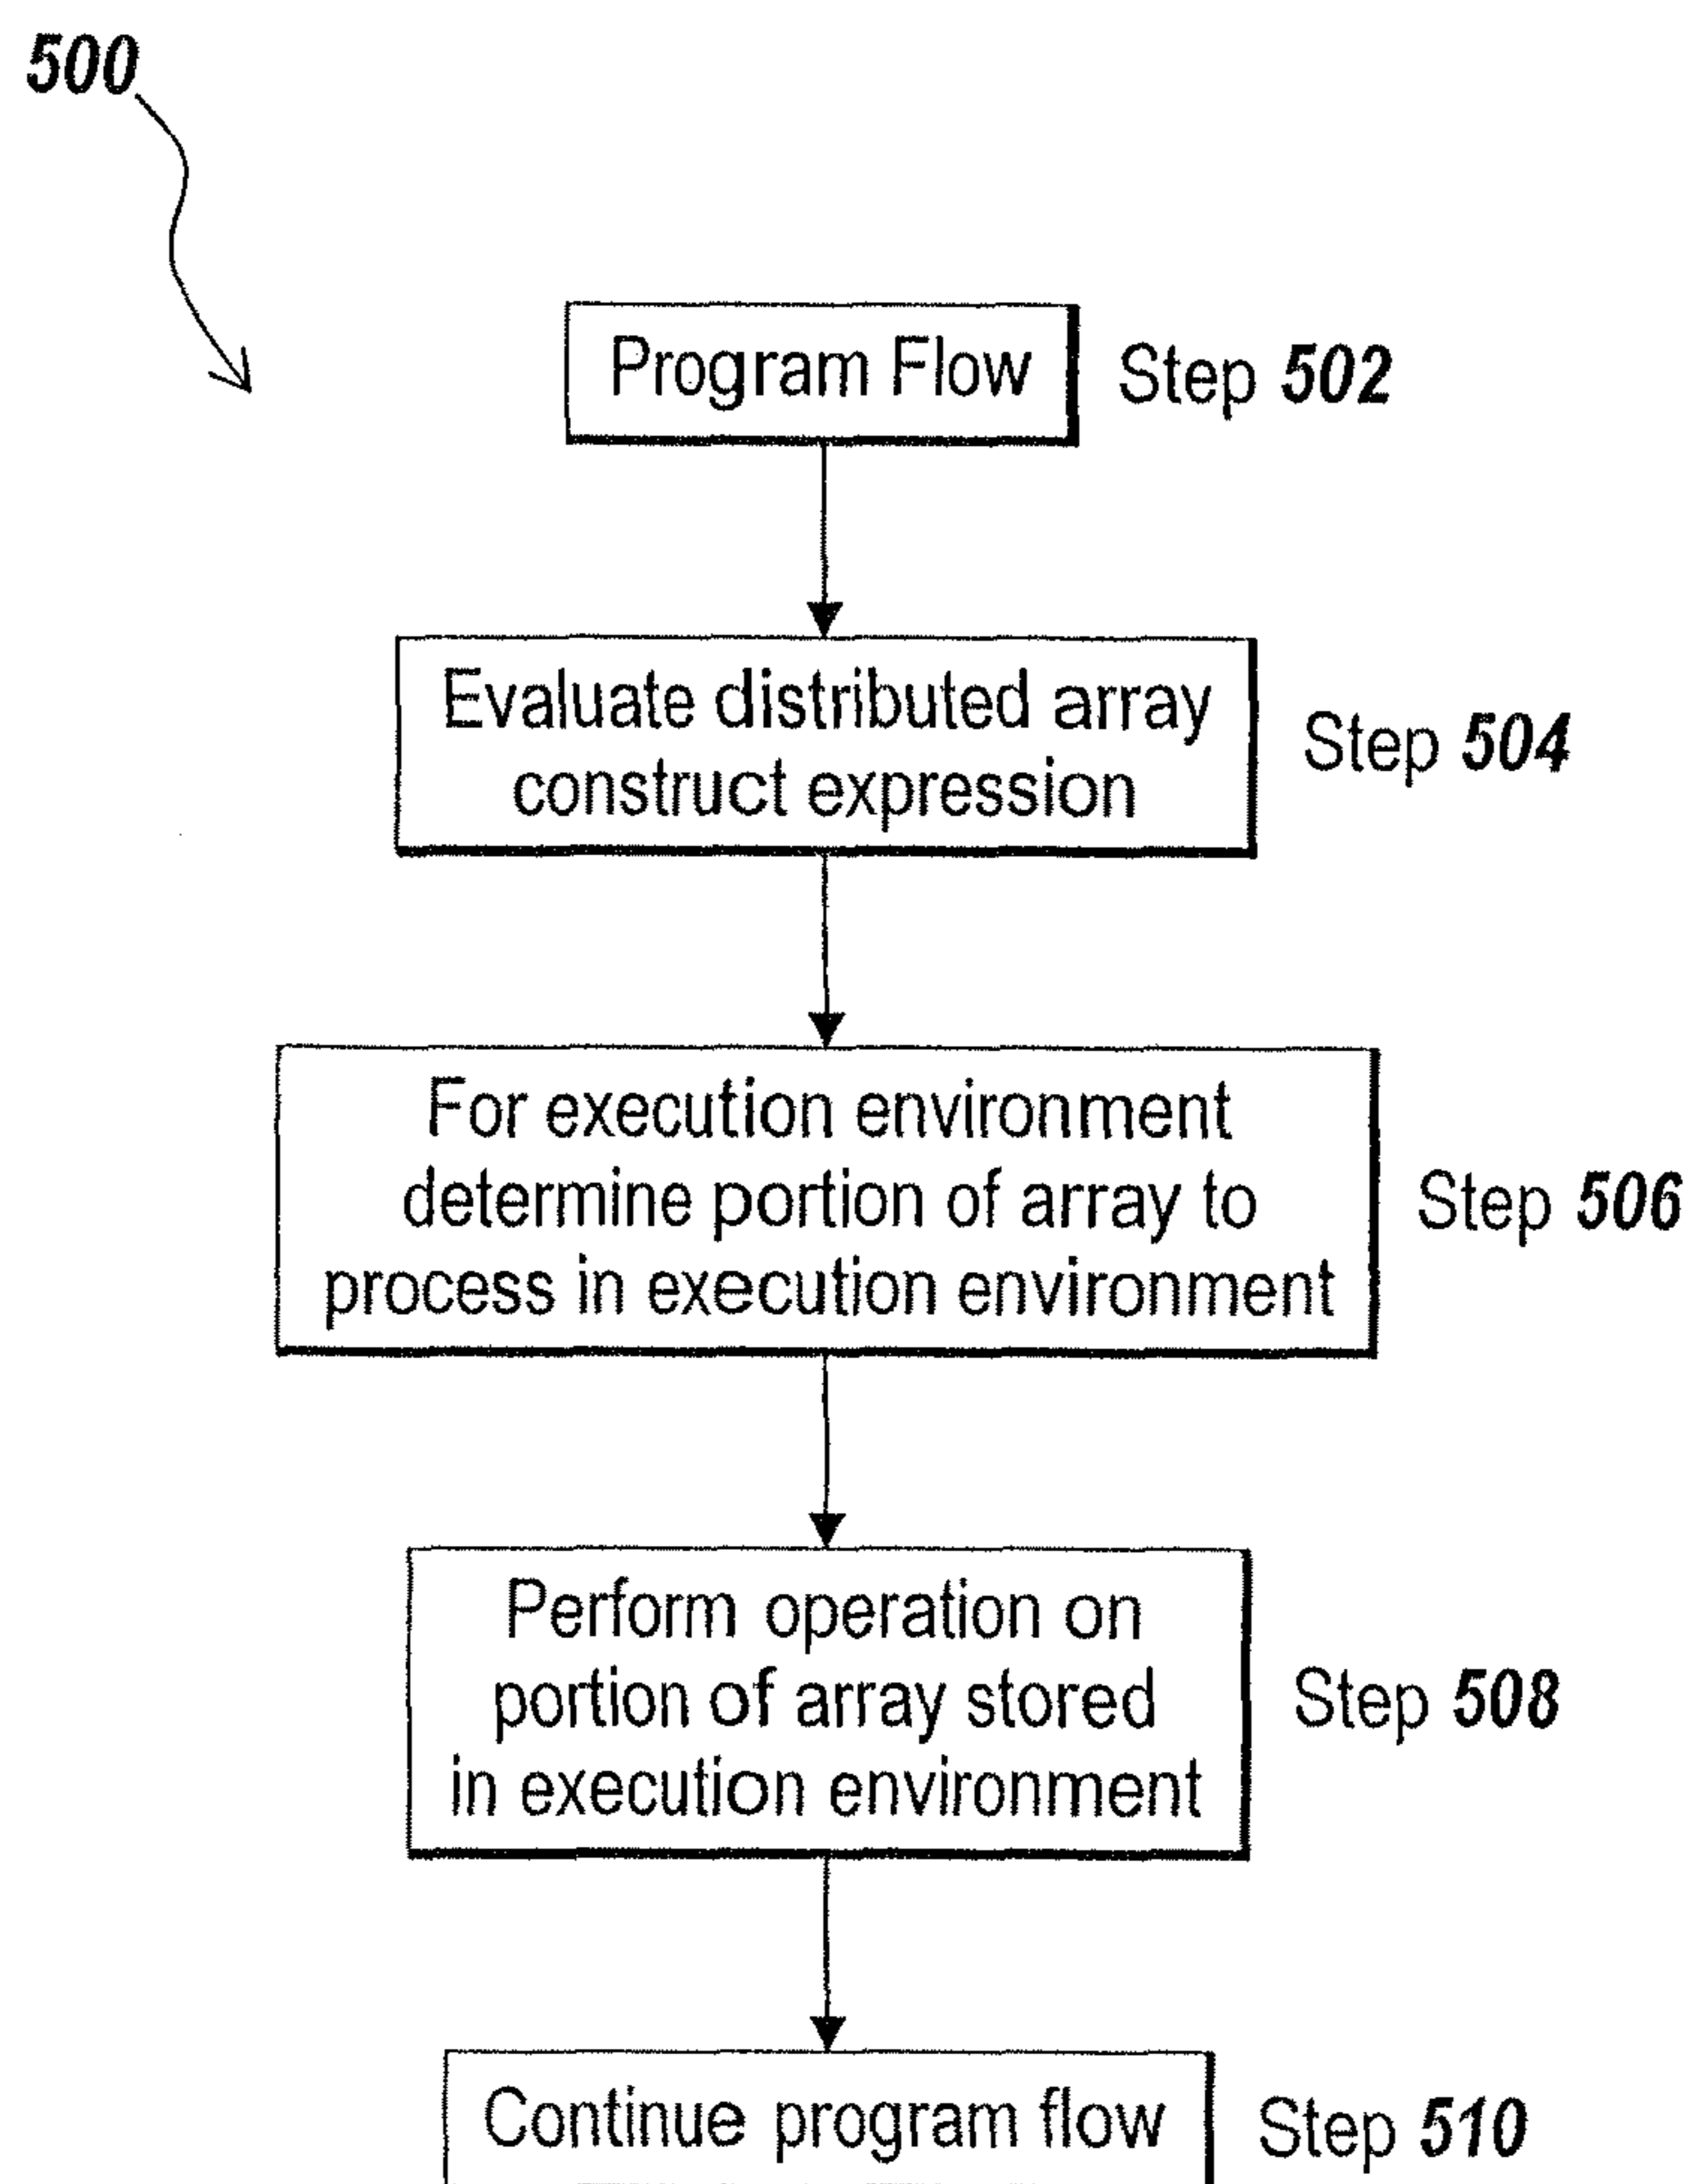 500
Program Flow
Step 502
Evaluate distributed array
construct expression
Step 504
For execution environment
determine portion of array to
process in execution environment
Step 506
Perform operation on
portion of array stored
in execution environment
Step 508
Continue program flow
Step 510